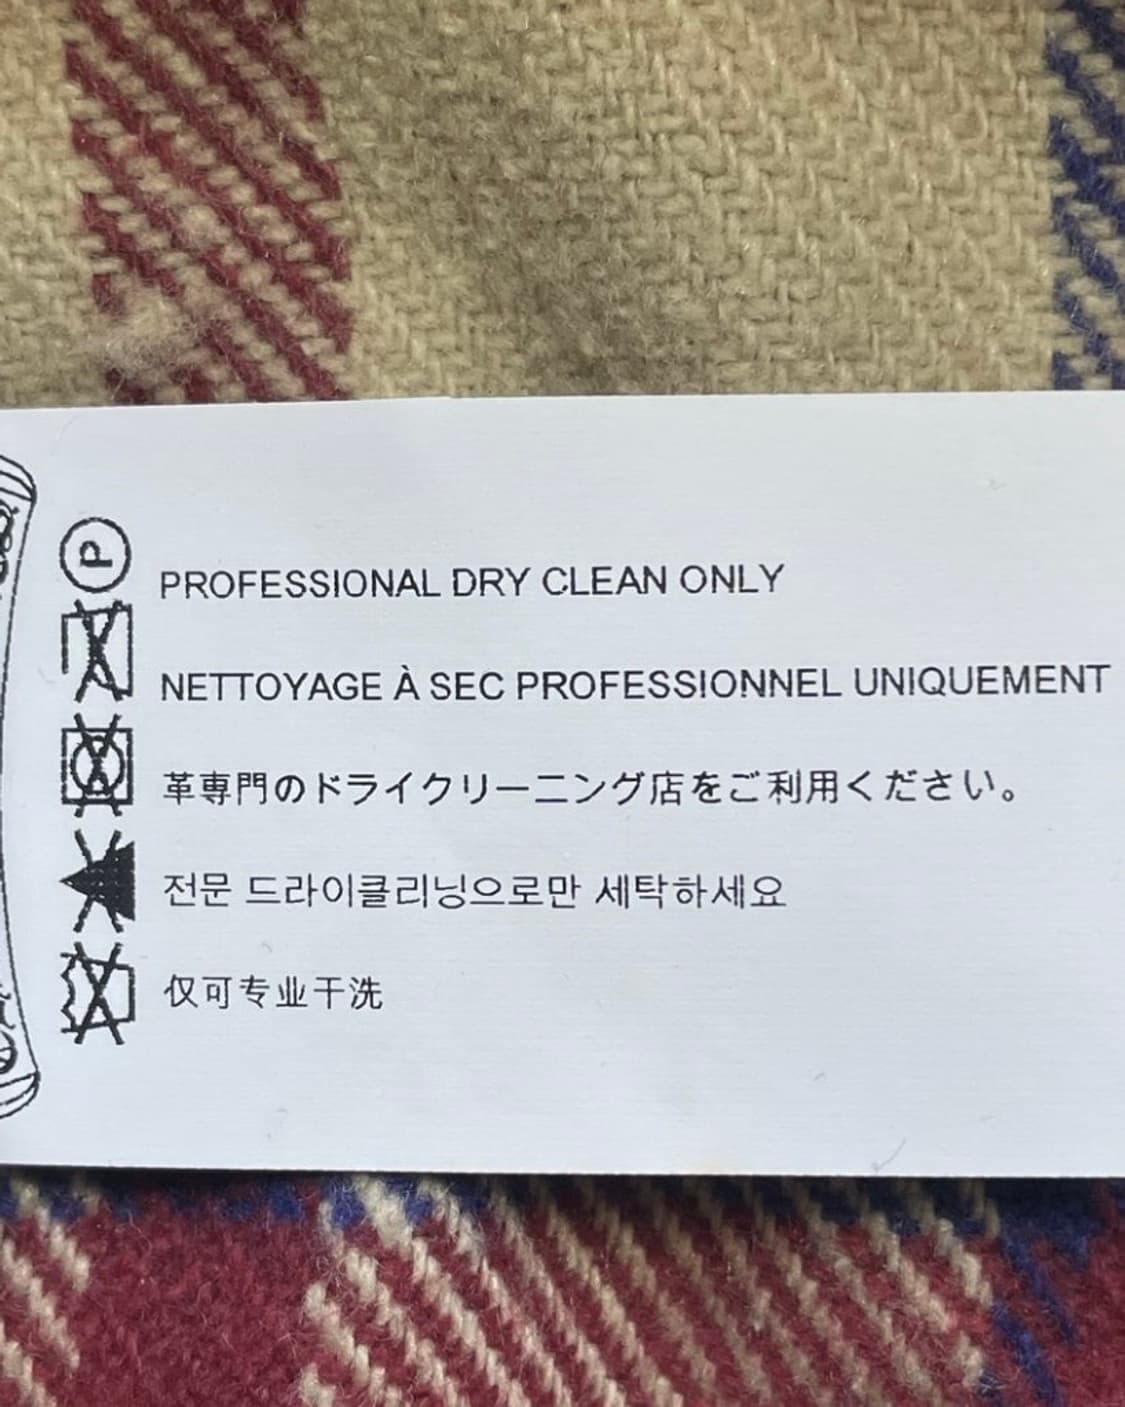 P
PROFESSIONAL DRY CLEAN ONLY
NETTOYAGE À SEC PROFESSIONNEL UNIQUEMENT
革専門のドライクリーニング店をご利用ください。
전문 드라이클리닝으로만 세탁하세요
仅可专业干洗